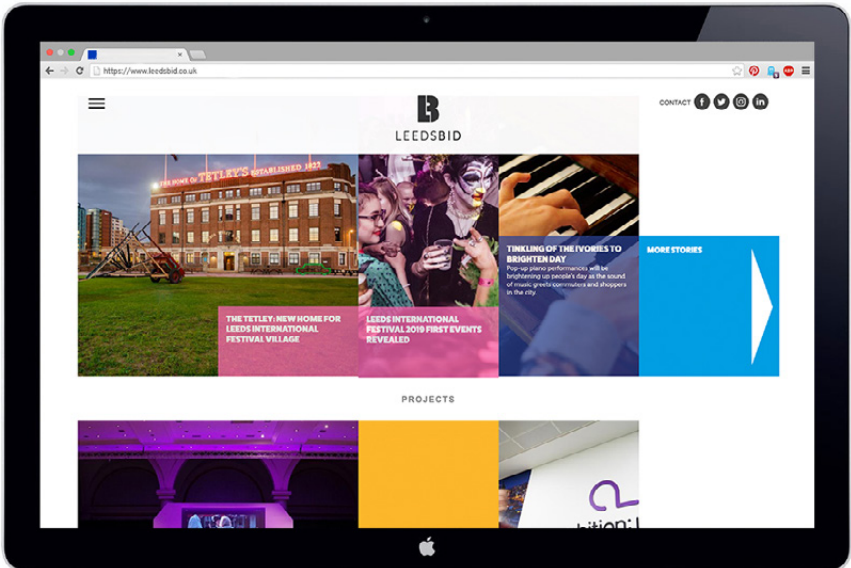 https://www.leedsbid.co.uk
LEEDSBID
CONTACT
THE HOME OF TETLEY'S ESTABLISHED 1822
THE TETLEY: NEW HOME FOR
LEEDS INTERNATIONAL
FESTIVAL VILLAGE
LEEDS INTERNATIONAL
FESTIVAL 2019 FIRST EVENTS
REVEALED
TINKLING OF THE IVORIES TO
BRIGHTEN DAY
Pop-up piano performances will be
brightening up people's day as the sound
of music greets commuters and shoppers
in the city.
MORE STORIES
PROJECTS